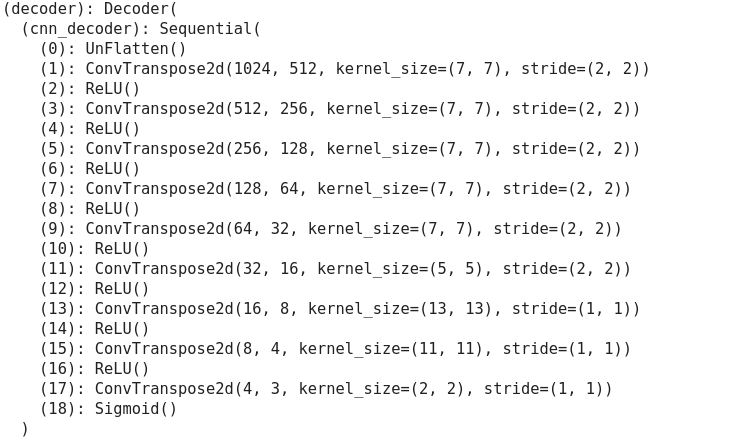 (decoder): Decoder(
  (cnn_decoder): Sequential(
    (0): UnFlatten()
    (1): ConvTranspose2d(1024, 512, kernel_size=(7, 7), stride=(2, 2))
    (2): ReLU()
    (3): ConvTranspose2d(512, 256, kernel_size=(7, 7), stride=(2, 2))
    (4): ReLU()
    (5): ConvTranspose2d(256, 128, kernel_size=(7, 7), stride=(2, 2))
    (6): ReLU()
    (7): ConvTranspose2d(128, 64, kernel_size=(7, 7), stride=(2, 2))
    (8): ReLU()
    (9): ConvTranspose2d(64, 32, kernel_size=(7, 7), stride=(2, 2))
    (10): ReLU()
    (11): ConvTranspose2d(32, 16, kernel_size=(5, 5), stride=(2, 2))
    (12): ReLU()
    (13): ConvTranspose2d(16, 8, kernel_size=(13, 13), stride=(1, 1))
    (14): ReLU()
    (15): ConvTranspose2d(8, 4, kernel_size=(11, 11), stride=(1, 1))
    (16): ReLU()
    (17): ConvTranspose2d(4, 3, kernel_size=(2, 2), stride=(1, 1))
    (18): Sigmoid()
  )